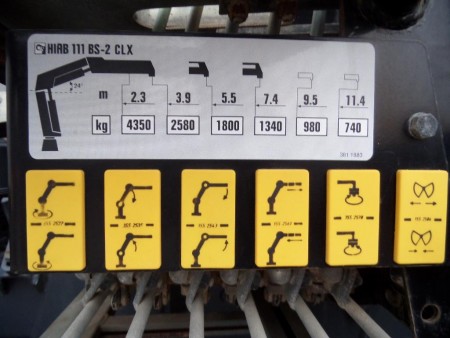 HIAB 111 BS-2 CLX
24°
m 2.3 3.9 5.5 7.4 9.5 11.4
kg 4350 2580 1800 1340 980 740